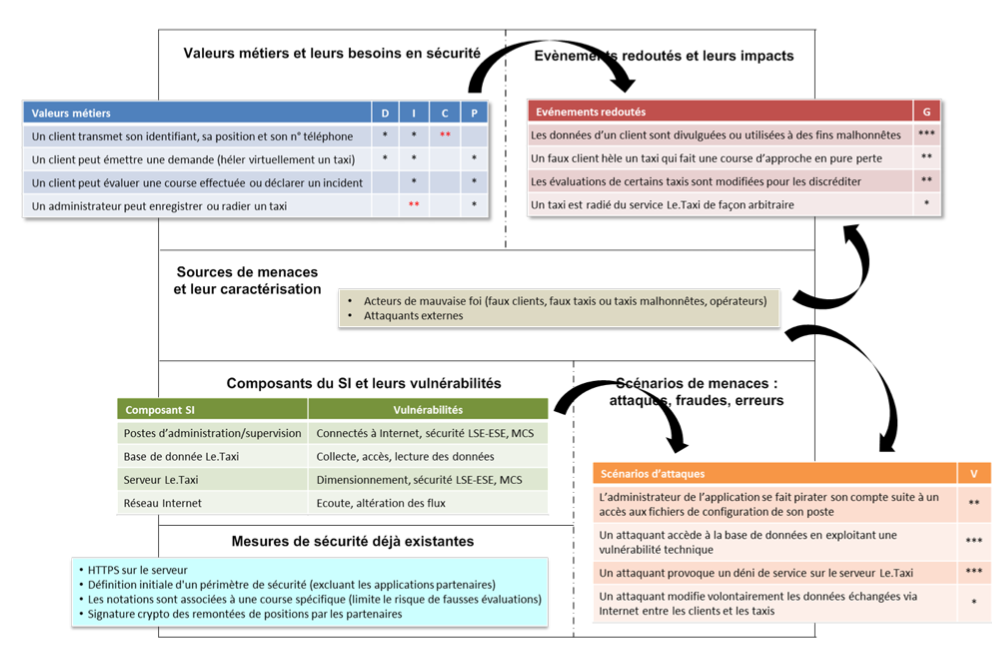 Valeurs métiers et leurs besoins en sécurité
Evènements redoutés et leurs impacts
Valeurs métiers D I C P
Un client transmet son identifiant, sa position et son n° téléphone * * **
Un client peut émettre une demande (héler virtuellement un taxi) * * *
Un client peut évaluer une course effectuée ou déclarer un incident * *
Un administrateur peut enregistrer ou radier un taxi ** *
Evénements redoutés G
Les données d'un client sont divulguées ou utilisées à des fins malhonnêtes ***
Un faux client hèle un taxi qui fait une course d'approche en pure perte **
Les évaluations de certains taxis sont modifiées pour les discréditer **
Un taxi est radié du service Le.Taxi de façon arbitraire *
Sources de menaces
et leur caractérisation
• Acteurs de mauvaise foi (faux clients, faux taxis ou taxis malhonnêtes, opérateurs)
• Attaquants externes
Composants du SI et leurs vulnérabilités
Composant SI Vulnérabilités
Postes d'administration/supervision Connectés à Internet, sécurité LSE-ESE, MCS
Base de donnée Le.Taxi Collecte, accès, lecture des données
Serveur Le.Taxi Dimensionnement, sécurité LSE-ESE, MCS
Réseau Internet Ecoute, altération des flux
Scénarios de menaces :
attaques, fraudes, erreurs
Scénarios d'attaques V
L'administrateur de l'application se fait pirater son compte suite à un
accès aux fichiers de configuration de son poste **
Un attaquant accède à la base de données en exploitant une
vulnérabilité technique ***
Un attaquant provoque un déni de service sur le serveur Le.Taxi ***
Un attaquant modifie volontairement les données échangées via
Internet entre les clients et les taxis *
Mesures de sécurité déjà existantes
• HTTPS sur le serveur
• Définition initiale d'un périmètre de sécurité (excluant les applications partenaires)
• Les notations sont associées à une course spécifique (limite le risque de fausses évaluations)
• Signature crypto des remontées de positions par les partenaires